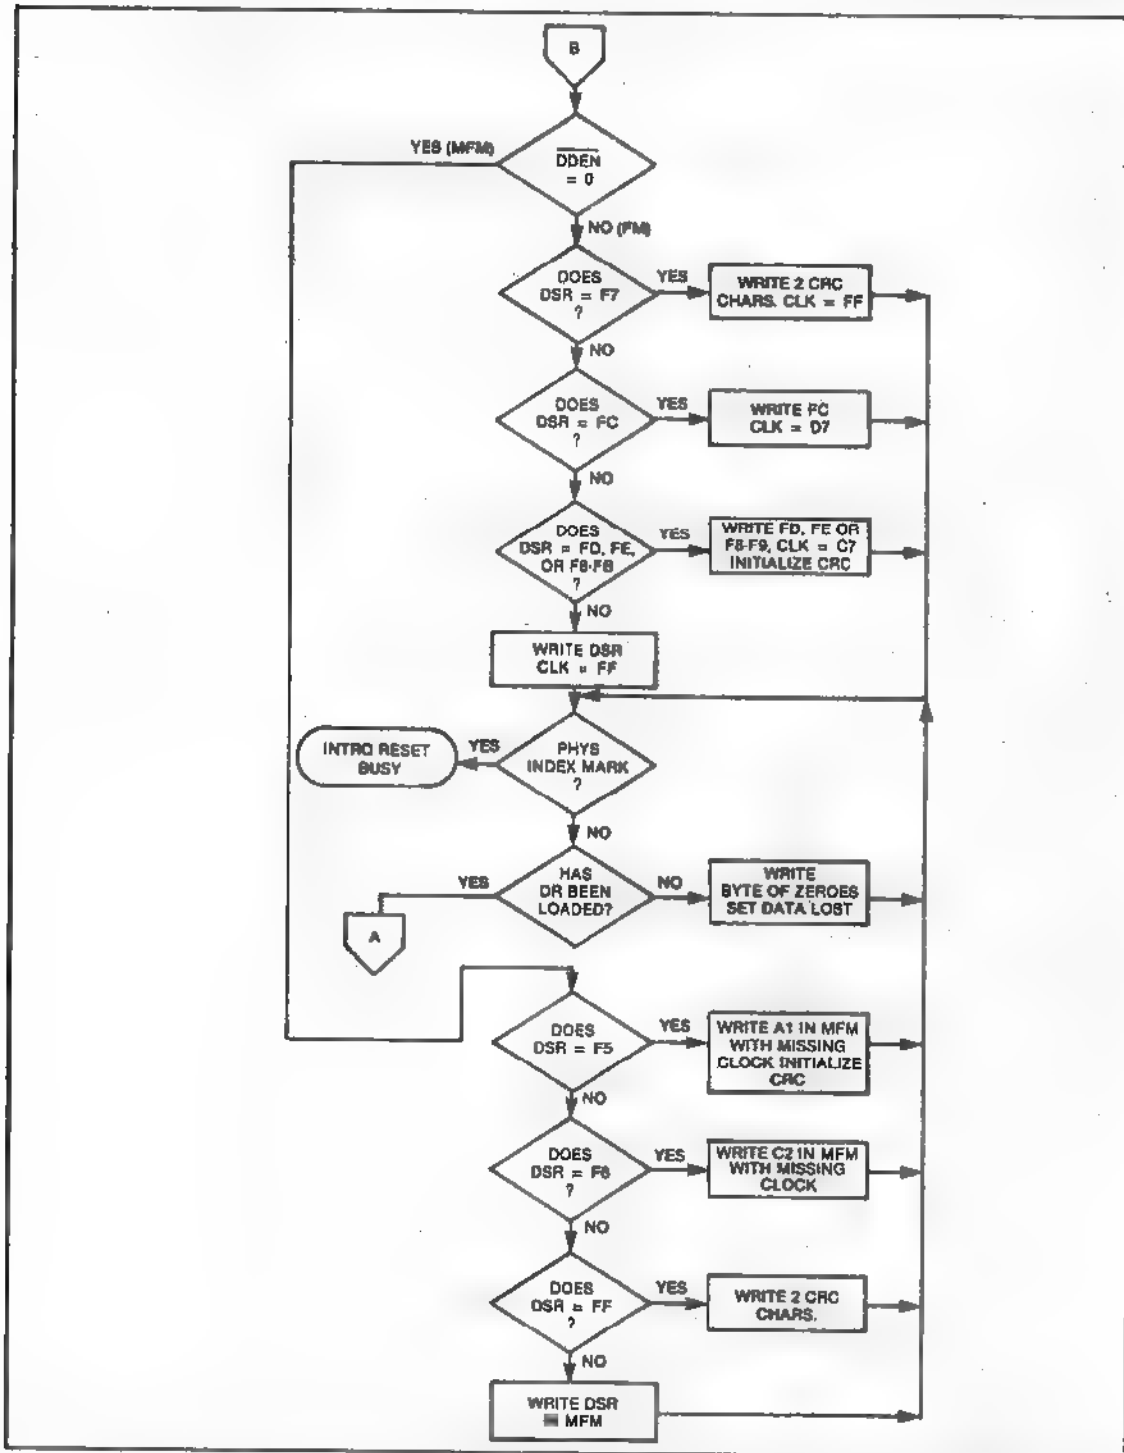 B
YES (MFM)
DDEN
= 0
NO (FM)
DOES
DSR = F7
?
YES
WRITE 2 CRC
CHARS. CLK = FF
NO
DOES
DSR = FC
?
YES
WRITE FC
CLK = D7
NO
DOES
DSR = FD, FE,
OR F8-FB
?
YES
WRITE FD, FE OR
F8-F9, CLK = C7
INITIALIZE CRC
NO
WRITE DSR
CLK = FF
PHYS
INDEX MARK
?
YES
INTRQ RESET
BUSY
NO
HAS
DR BEEN
LOADED?
YES
A
NO
WRITE
BYTE OF ZEROES
SET DATA LOST
DOES
DSR = F5
YES
WRITE A1 IN MFM
WITH MISSING
CLOCK INITIALIZE
CRC
NO
DOES
DSR = F6
?
YES
WRITE C2 IN MFM
WITH MISSING
CLOCK
NO
DOES
DSR = FF
?
YES
WRITE 2 CRC
CHARS.
NO
WRITE DSR
MFM